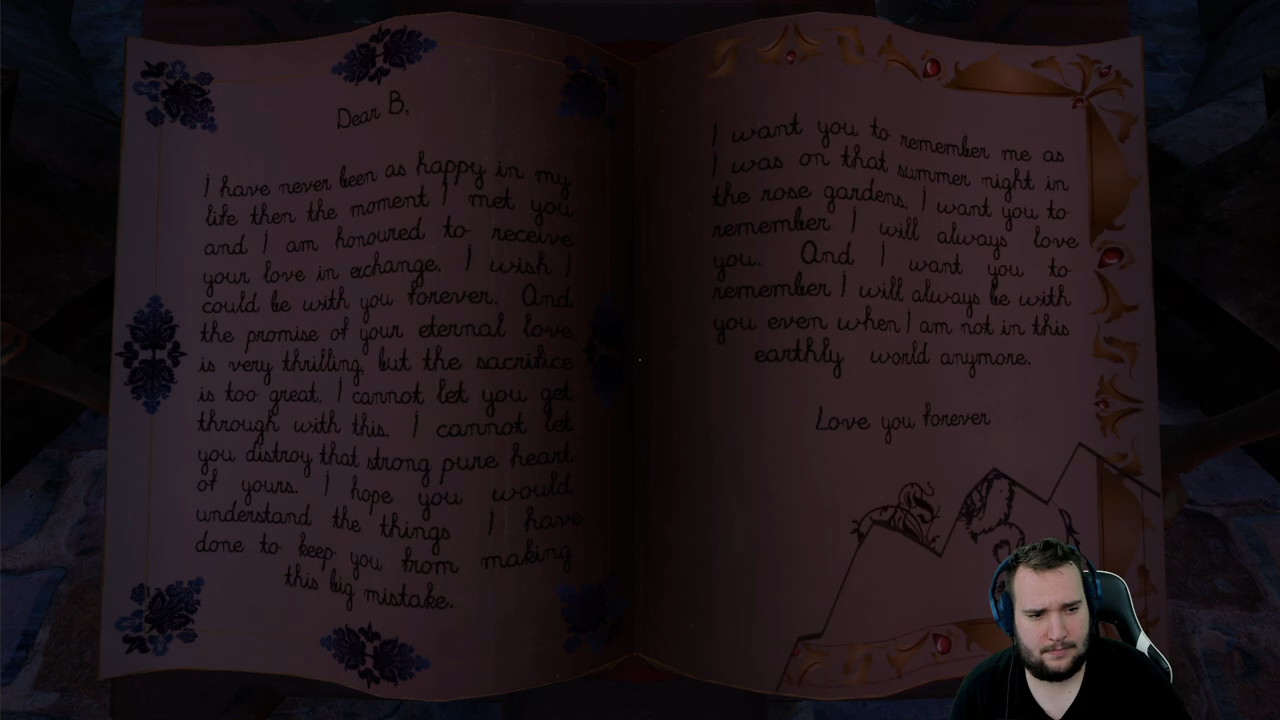 Dear B,
I have never been as happy in my
life then the moment I met you
and I am honoured to receive
your love in exchange. I wish I
could be with you forever. And
the promise of your eternal love
is very thrilling, but the sacrifice
is too great. I cannot let you get
through with this. I cannot let
you distroy that strong pure heart
of yours. I hope you would
understand the things I have
done to keep you from making
this big mistake.
I want you to remember me as
I was on that summer night in
the rose gardens. I want you to
remember I will always love
you. And I want you to
remember I will always be with
you even when I am not in this
earthly world anymore.
Love you forever